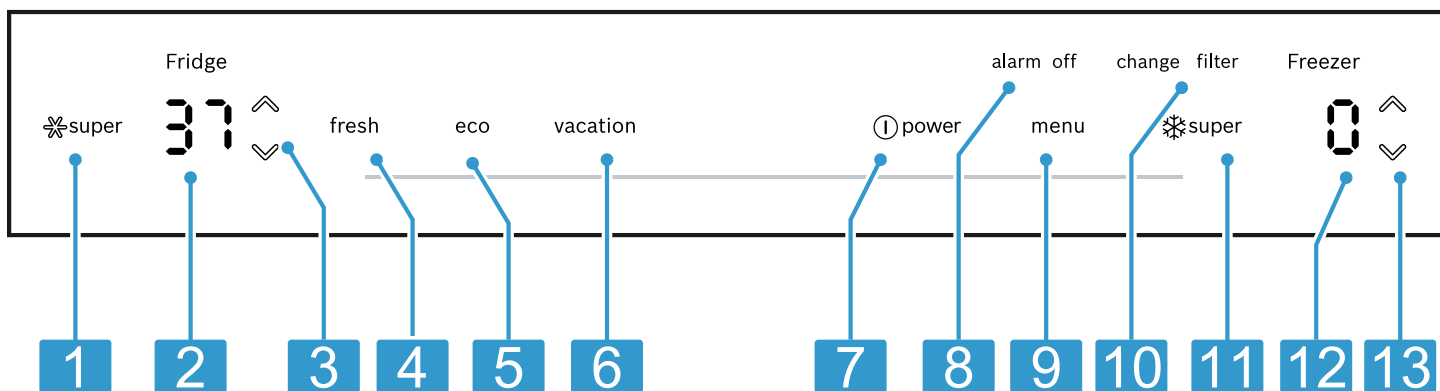 Fridge alarm off change filter Freezer
super 37 fresh eco vacation power menu super 0
1 2 3 4 5 6 7 8 9 10 11 12 13